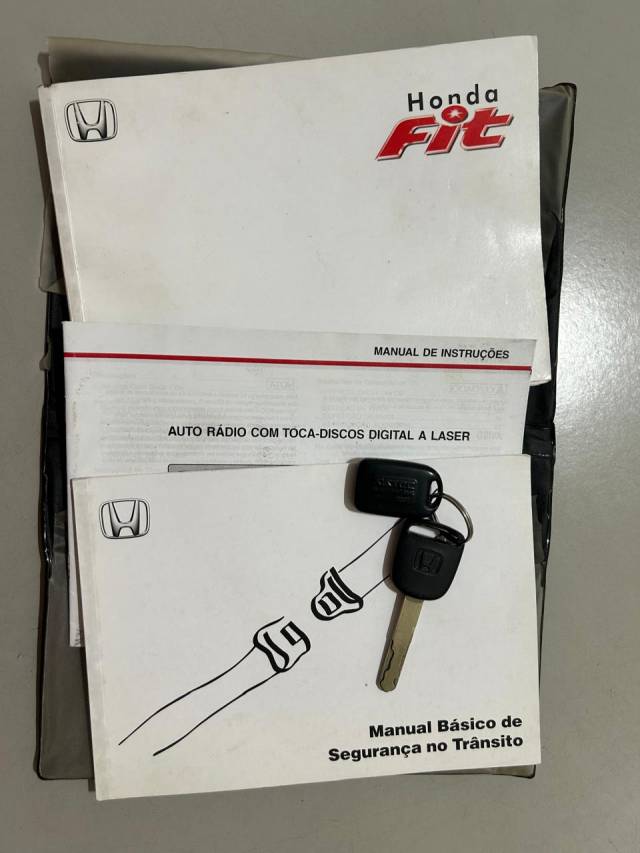 Honda
Fit
MANUAL DE INSTRUÇÕES
AUTO RÁDIO COM TOCA-DISCOS DIGITAL A LASER
Manual Básico de
Segurança no Trânsito